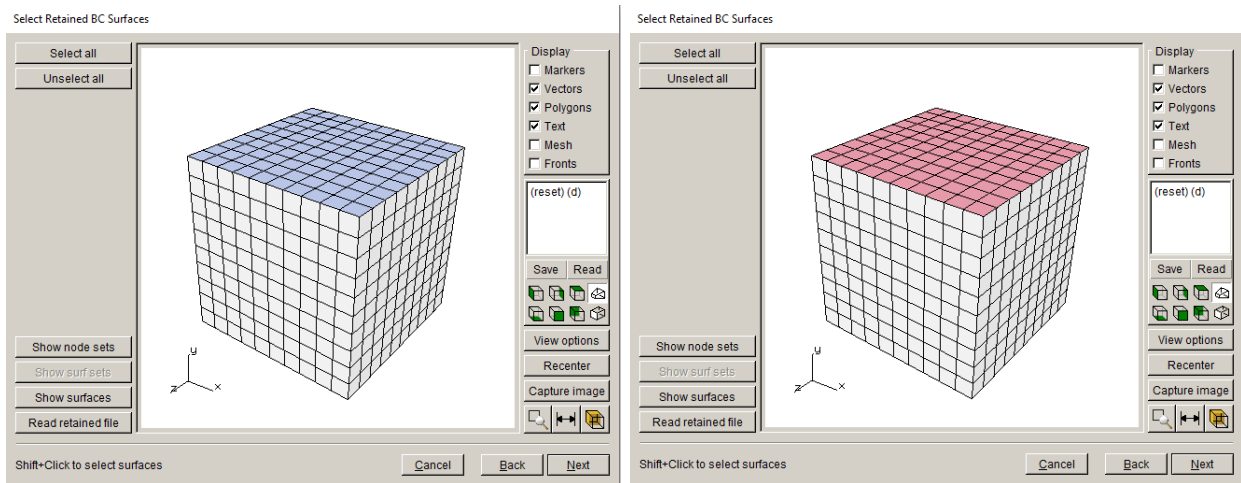 Select Retained BC Surfaces
Select all
Unselect all
Show node sets
Show surf sets
Show surfaces
Read retained file
y
z
x
Display
Markers
Vectors
Polygons
Text
Mesh
Fronts
(reset) (d)
Save Read
View options
Recenter
Capture image
Shift+Click to select surfaces
Cancel Back Next
Select Retained BC Surfaces
Select all
Unselect all
Show node sets
Show surf sets
Show surfaces
Read retained file
y
z
x
Display
Markers
Vectors
Polygons
Text
Mesh
Fronts
(reset) (d)
Save Read
View options
Recenter
Capture image
Shift+Click to select surfaces
Cancel Back Next